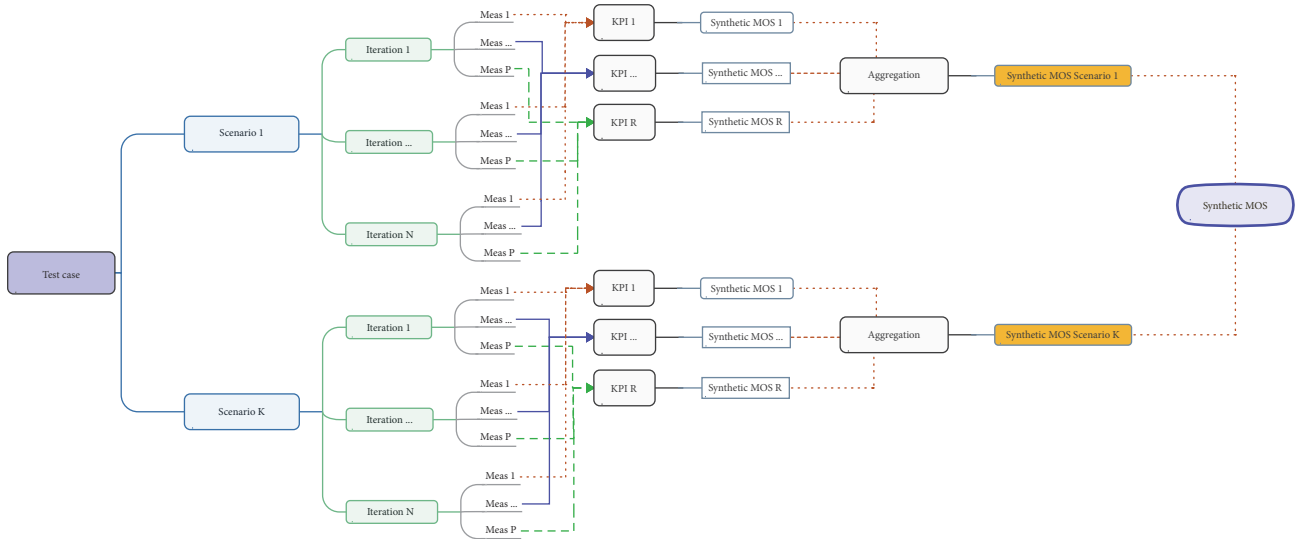 Test case
Scenario 1
Iteration 1
Meas 1
Meas ...
Meas P
Iteration ...
Meas 1
Meas ...
Meas P
Iteration N
Meas 1
Meas ...
Meas P
KPI 1
KPI ...
KPI R
Synthetic MOS 1
Synthetic MOS ...
Synthetic MOS R
Aggregation
Synthetic MOS Scenario 1
Scenario K
Iteration 1
Meas 1
Meas ...
Meas P
Iteration ...
Meas 1
Meas ...
Meas P
Iteration N
Meas 1
Meas ...
Meas P
KPI 1
KPI ...
KPI R
Synthetic MOS 1
Synthetic MOS ...
Synthetic MOS R
Aggregation
Synthetic MOS Scenario K
Synthetic MOS